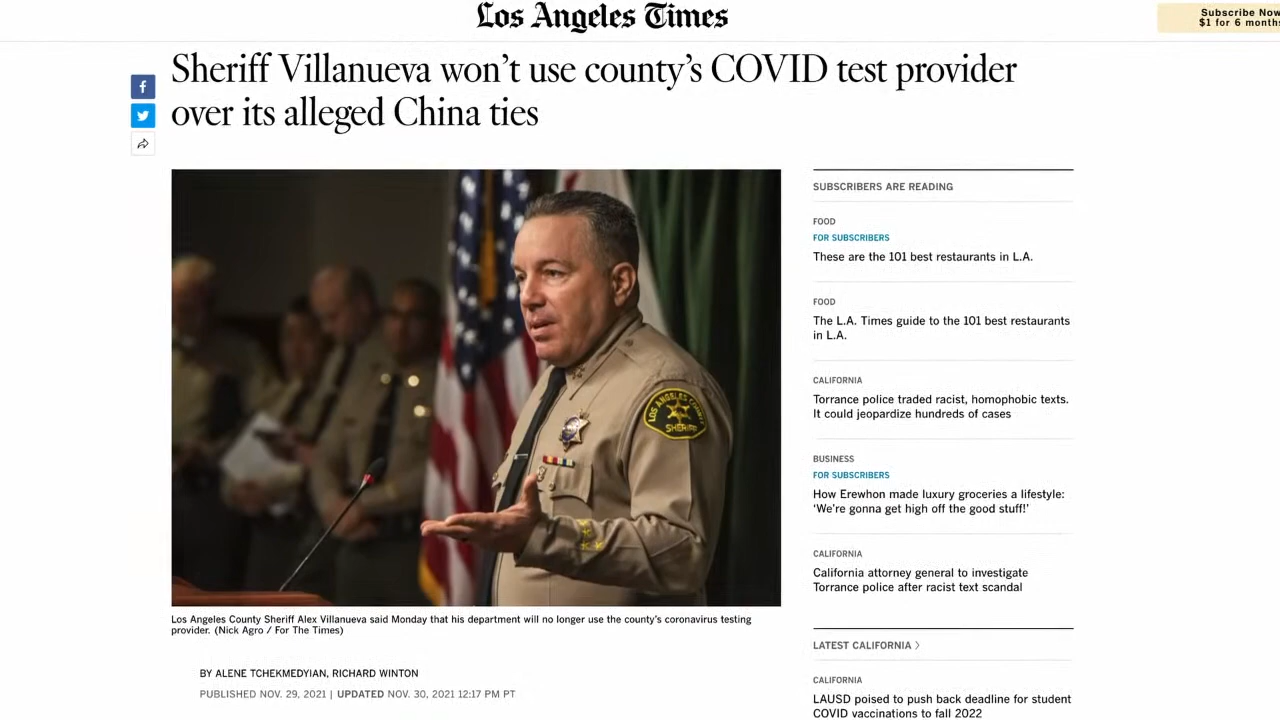 Los Angeles Times
Subscribe Now
$1 for 6 months
Sheriff Villanueva won't use county's COVID test provider
over its alleged China ties
f
LOS ANGELES COUNTY
SHERIFF
Los Angeles County Sheriff Alex Villanueva said Monday that his department will no longer use the county's coronavirus testing
provider. (Nick Agro / For The Times)
BY ALENE TCHEKMEDYIAN, RICHARD WINTON
PUBLISHED NOV. 29, 2021 | UPDATED NOV. 30, 2021 12:17 PM PT
SUBSCRIBERS ARE READING
FOOD
FOR SUBSCRIBERS
These are the 101 best restaurants in L.A.
FOOD
The L.A. Times guide to the 101 best restaurants
in L.A.
CALIFORNIA
Torrance police traded racist, homophobic texts.
It could jeopardize hundreds of cases
BUSINESS
FOR SUBSCRIBERS
How Erewhon made luxury groceries a lifestyle:
‘We're gonna get high off the good stuff!’
CALIFORNIA
California attorney general to investigate
Torrance police after racist text scandal
LATEST CALIFORNIA >
CALIFORNIA
LAUSD poised to push back deadline for student
COVID vaccinations to fall 2022